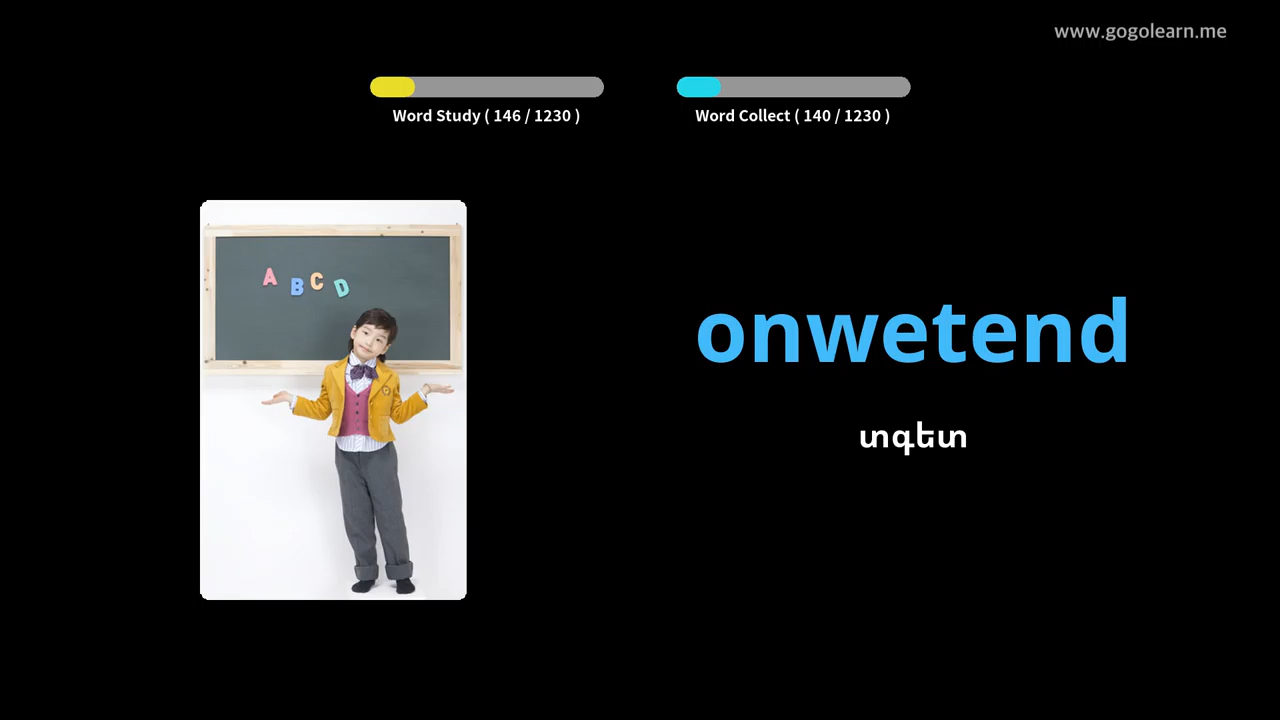 www.gogolearn.me
Word Study ( 146 / 1230 )
Word Collect ( 140 / 1230 )
A B C D
onwetend
տգետ